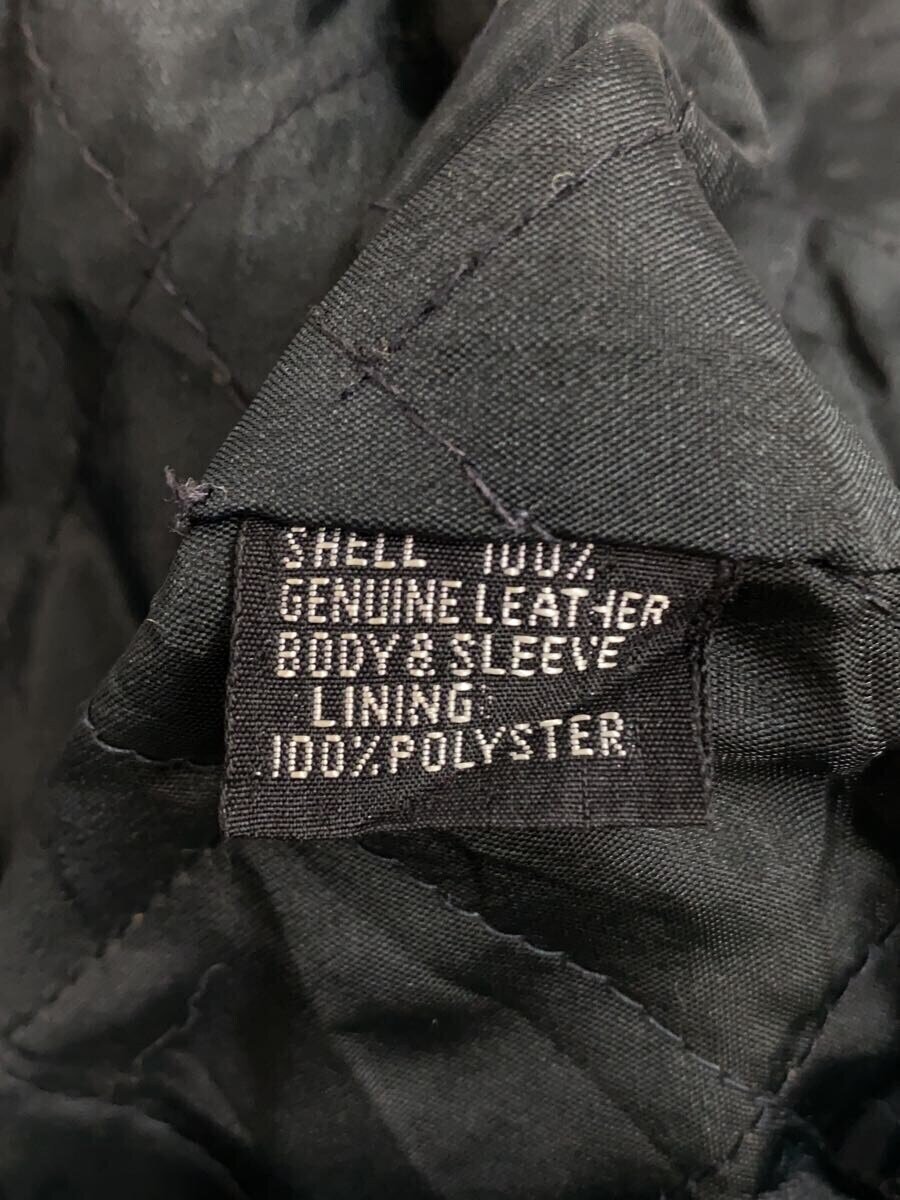 SHELL 100%
GENUINE LEATHER
BODY & SLEEVE
LINING:
100% POLYSTER